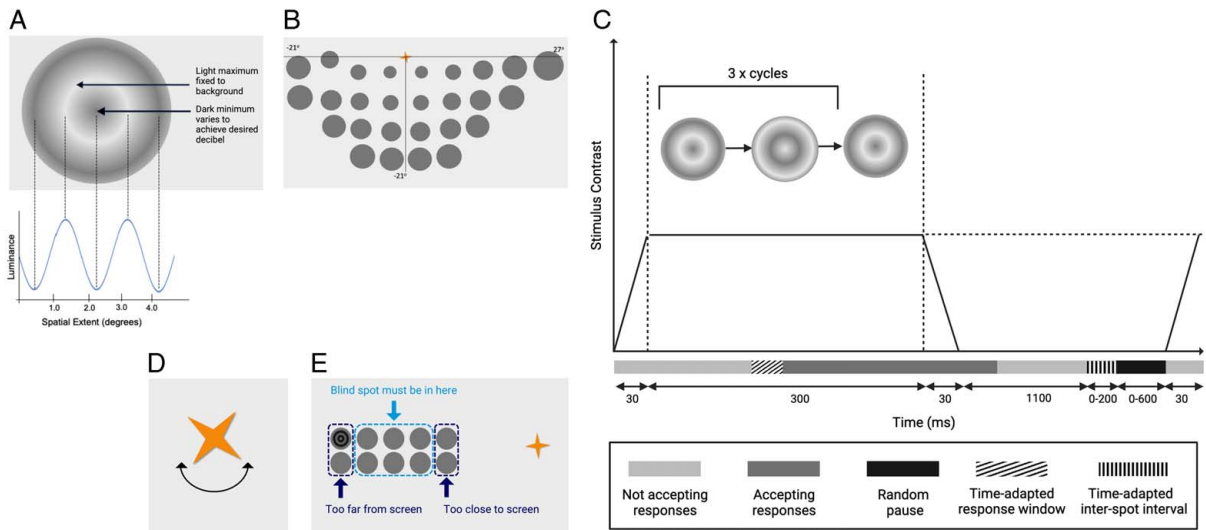 A
Light maximum
fixed to
background
Dark minimum
varies to
achieve desired
decibel
Luminance
1.0 2.0 3.0 4.0
Spatial Extent (degrees)
B
-21° 27°
-21°
C
Stimulus Contrast
3 x cycles
30 300 30 1100 0-200 0-600 30
Time (ms)
Not accepting
responses
Accepting
responses
Random
pause
Time-adapted
response window
Time-adapted
inter-spot interval
D
E
Blind spot must be in here
Too far from screen Too close to screen